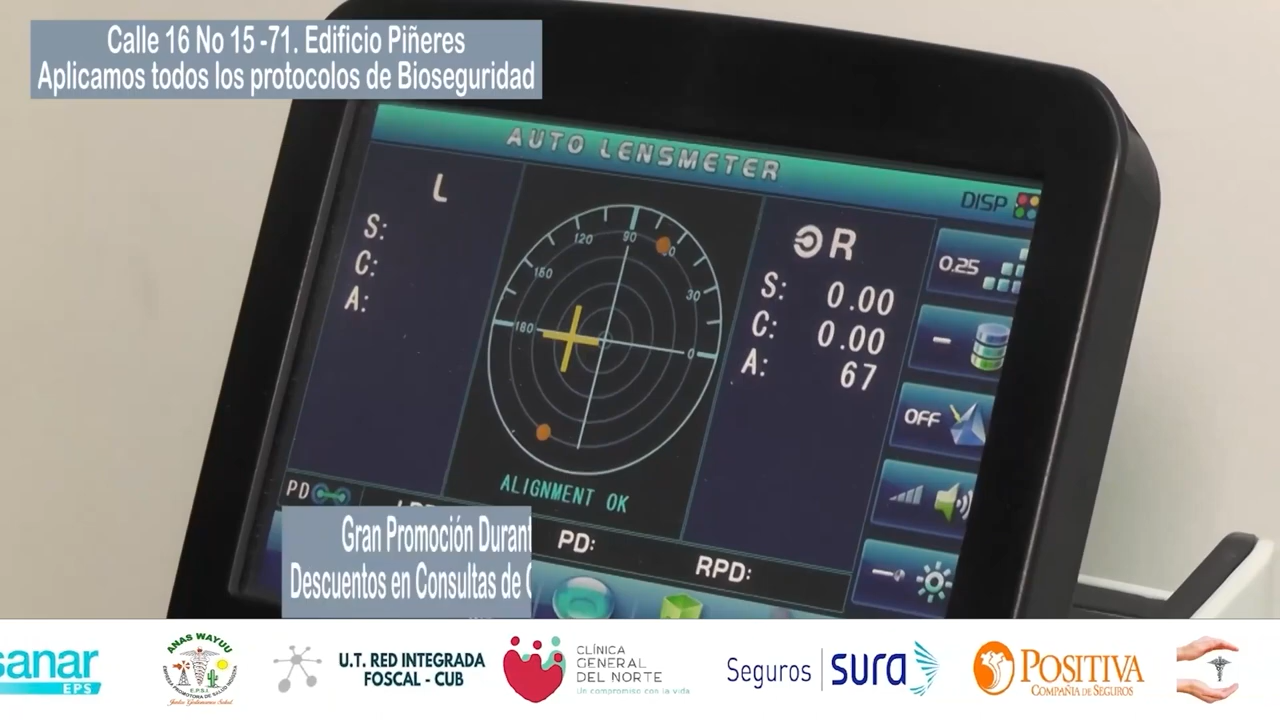 Calle 16 No 15 -71. Edificio Piñeres
Aplicamos todos los protocolos de Bioseguridad
AUTO LENSMETER
DISP
L
S:
C:
A:
R
S: 0.00
C: 0.00
A: 67
120
90
150
30
180
0
0.25
OFF
ALIGNMENT OK
PD
PD:
RPD:
Gran Promoción Durant
Descuentos en Consultas de
sanar
EPS
ANAS WAYUU
E.P.S.I.
U.T. RED INTEGRADA
FOSCAL - CUB
CLÍNICA
GENERAL
DEL NORTE
Un compromiso con la vida
Seguros sura
POSITIVA
COMPAÑIA DE SEGUROS